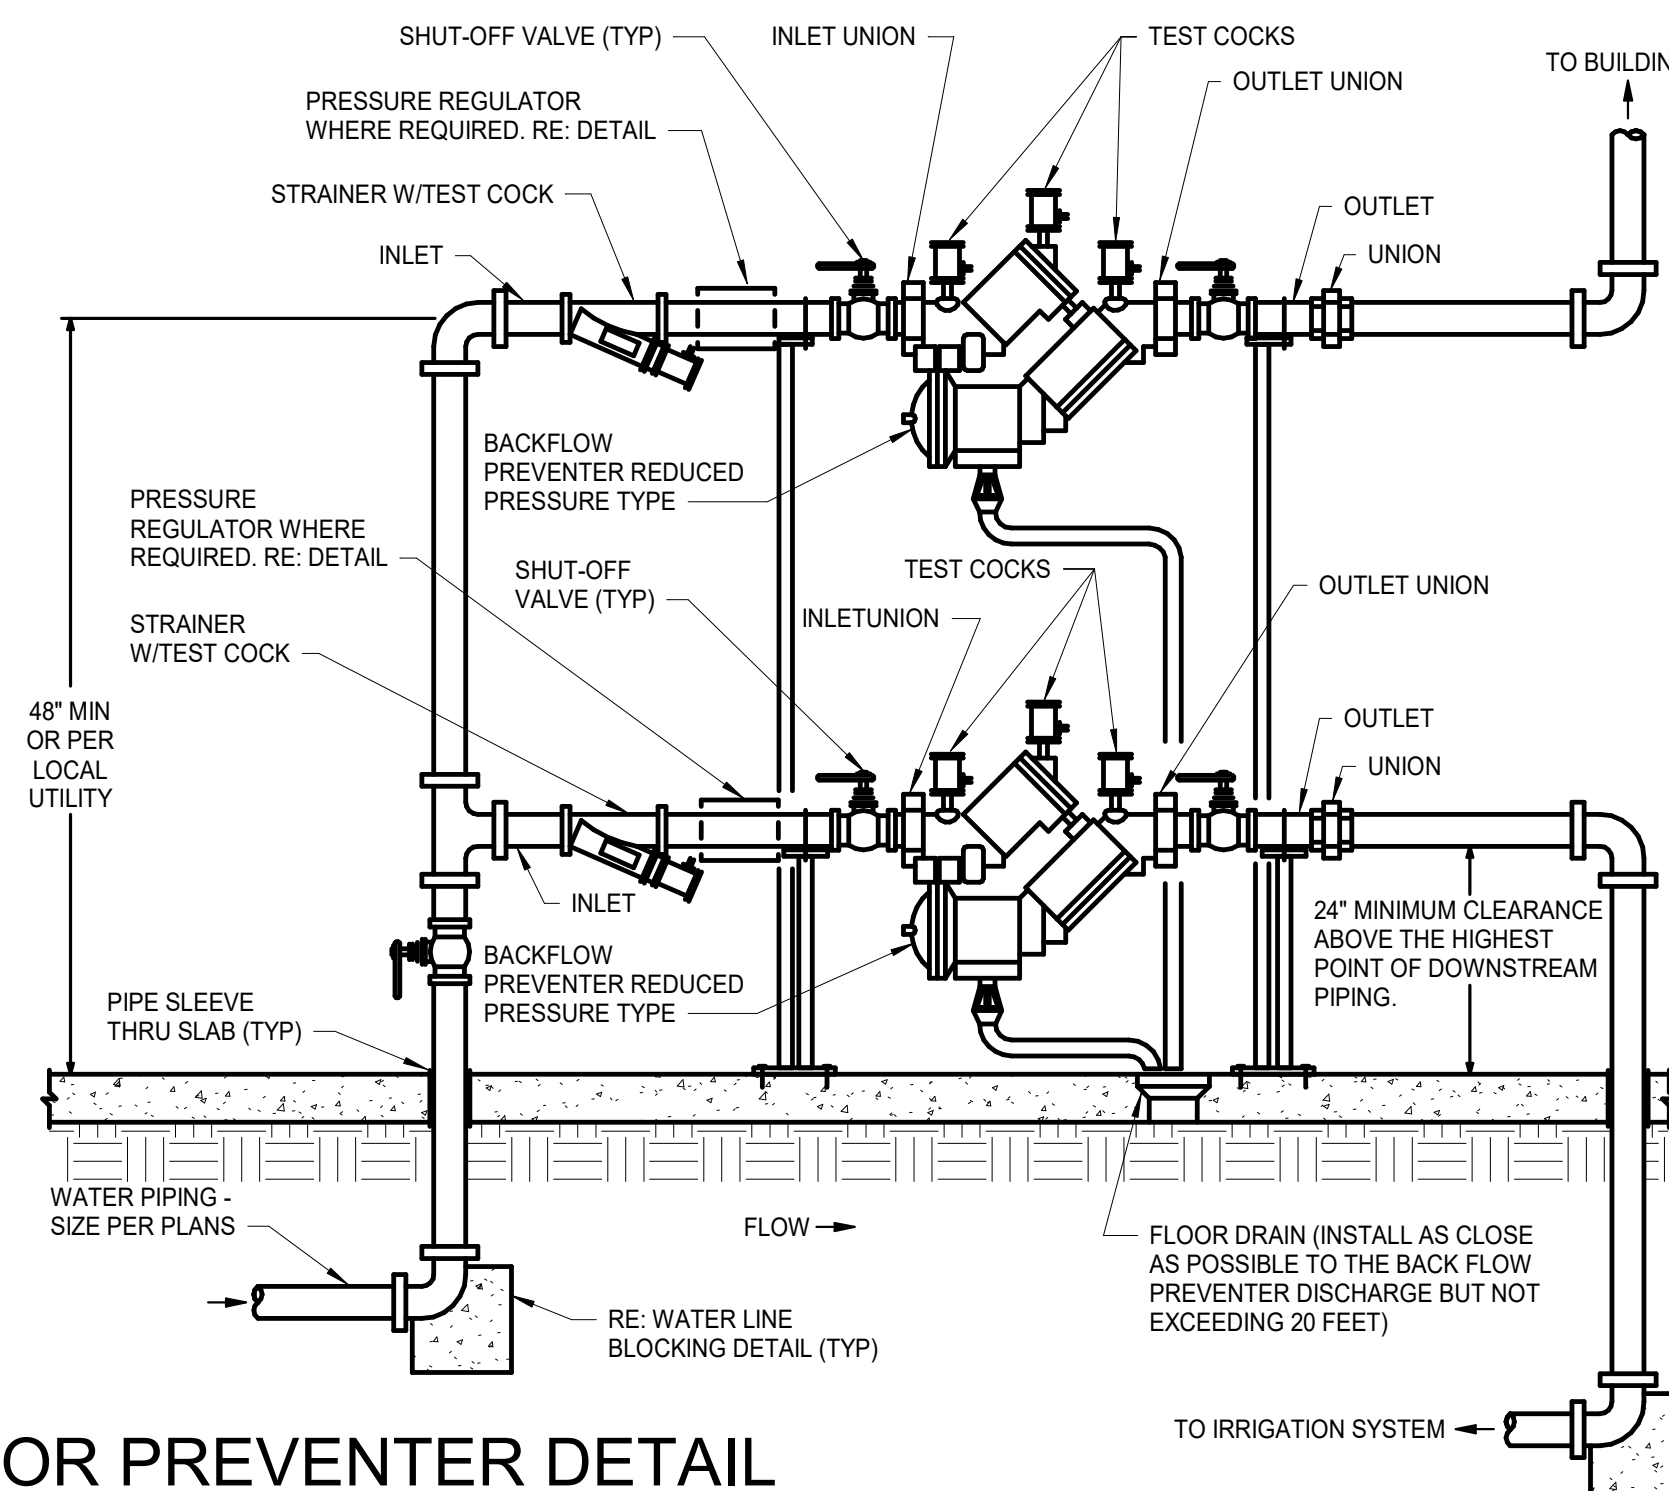 SHUT-OFF VALVE (TYP)
INLET UNION
TEST COCKS
OUTLET UNION
TO BUILDIN
PRESSURE REGULATOR
WHERE REQUIRED. RE: DETAIL
STRAINER W/TEST COCK
INLET
OUTLET
UNION
BACKFLOW
PREVENTER REDUCED
PRESSURE TYPE
PRESSURE
REGULATOR WHERE
REQUIRED. RE: DETAIL
SHUT-OFF
VALVE (TYP)
TEST COCKS
INLETUNION
OUTLET UNION
STRAINER
W/TEST COCK
48" MIN
OR PER
LOCAL
UTILITY
OUTLET
UNION
INLET
24" MINIMUM CLEARANCE
ABOVE THE HIGHEST
POINT OF DOWNSTREAM
PIPING.
BACKFLOW
PREVENTER REDUCED
PRESSURE TYPE
PIPE SLEEVE
THRU SLAB (TYP)
WATER PIPING -
SIZE PER PLANS
FLOW
FLOOR DRAIN (INSTALL AS CLOSE
AS POSSIBLE TO THE BACK FLOW
PREVENTER DISCHARGE BUT NOT
EXCEEDING 20 FEET)
RE: WATER LINE
BLOCKING DETAIL (TYP)
TO IRRIGATION SYSTEM
OR PREVENTER DETAIL